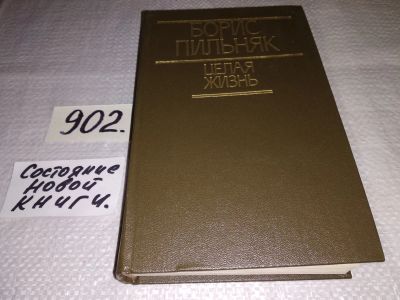 БОРИС
ПИЛЬНЯК
ЦЕЛАЯ
ЖИЗНЬ
902.
Состояние
новой
книги.